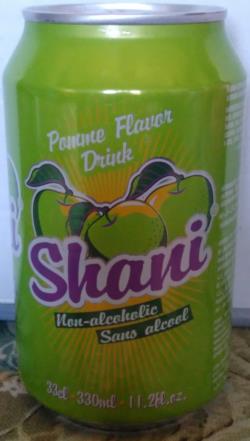 Pomme Flavor
Drink
Shani
Non-alcoholic
Sans alcool
33cl - 330ml - 11.2fl.oz.